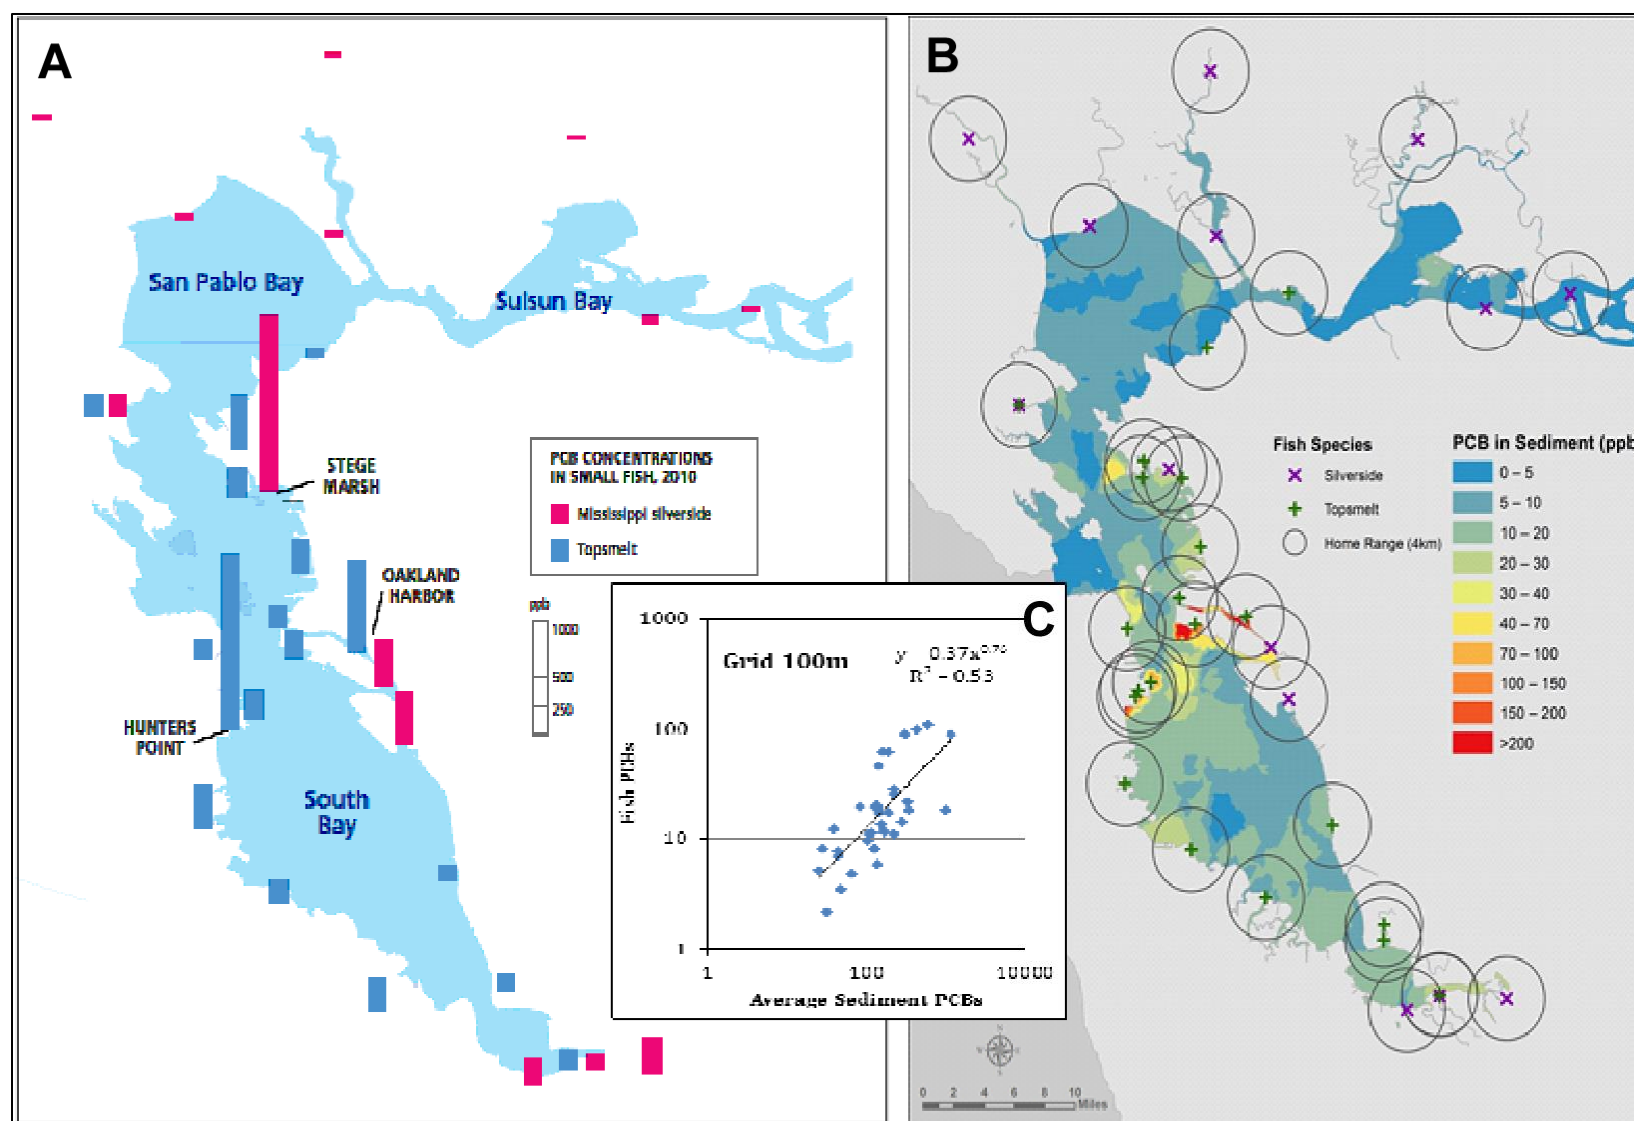 A
San Pablo Bay
Suisun Bay
STEGE
MARSH
PCB CONCENTRATIONS
IN SMALL FISH, 2010
Mississippi silverside
Topsmelt
OAKLAND
HARBOR
ppb
1000
500
250
HUNTERS
POINT
South
Bay
B
Fish Species
Silverside
Topsmelt
Home Range (4km)
PCB in Sediment (ppb
0 – 5
5 – 10
10 – 20
20 – 30
30 – 40
40 – 70
70 – 100
100 – 150
150 – 200
>200
0 2 4 6 8 10
Miles
C
Grid 100m
R² = 0.53
1000
100
10
1
Fish PCBs
1 100 10000
Average Sediment PCBs